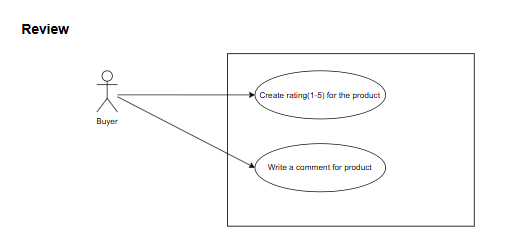 Review
Create rating(1-5) for the product
Buyer
Write a comment for product